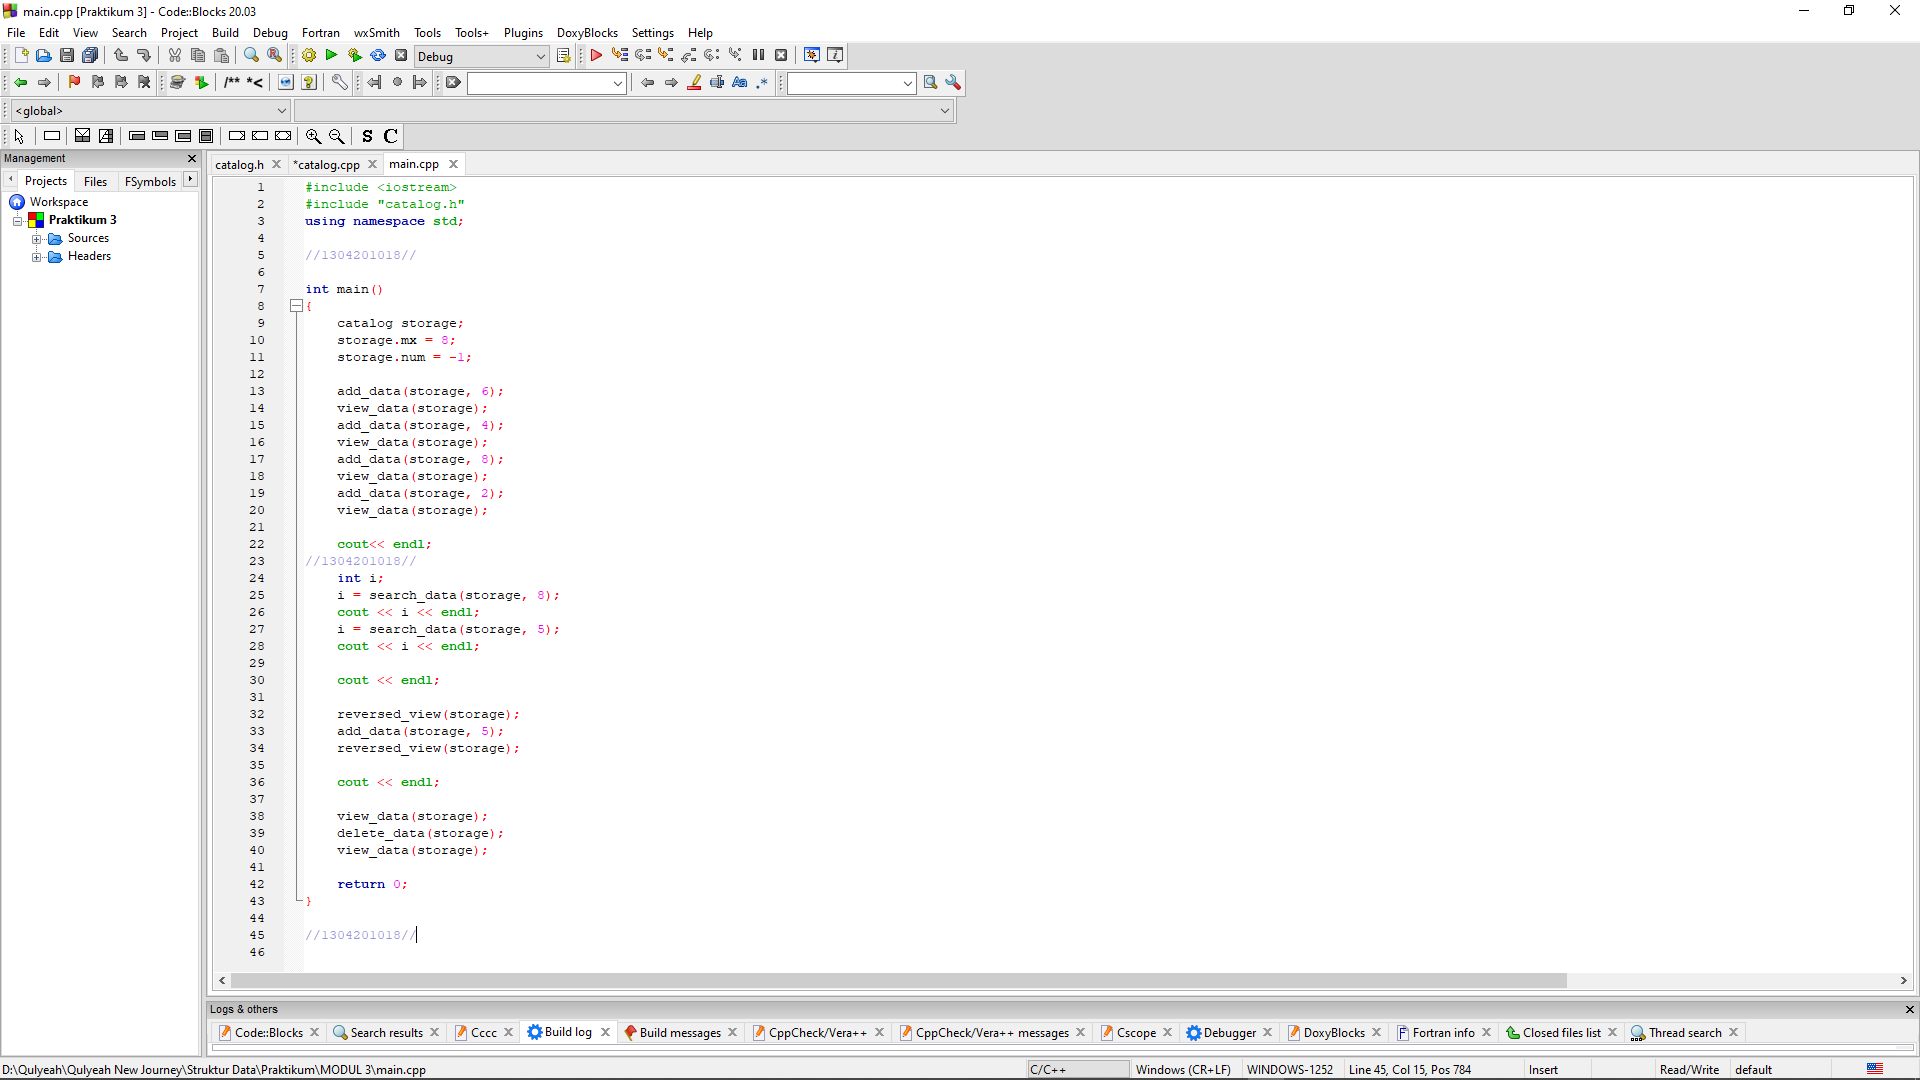 main.cpp [Praktikum 3] - Code::Blocks 20.03
File Edit View Search Project Build Debug Fortran wxSmith Tools Tools+ Plugins DoxyBlocks Settings Help
Debug
/** *<
Aa .*
<global>
S C
Management
Projects Files FSymbols
Workspace
Praktikum 3
Sources
Headers
catalog.h *catalog.cpp main.cpp
1 #include <iostream>
2 #include "catalog.h"
3 using namespace std;
4
5 //1304201018//
6
7 int main()
8 {
9 catalog storage;
10 storage.mx = 8;
11 storage.num = -1;
12
13 add_data(storage, 6);
14 view_data(storage);
15 add_data(storage, 4);
16 view_data(storage);
17 add_data(storage, 8);
18 view_data(storage);
19 add_data(storage, 2);
20 view_data(storage);
21
22 cout<< endl;
23 //1304201018//
24 int i;
25 i = search_data(storage, 8);
26 cout << i << endl;
27 i = search_data(storage, 5);
28 cout << i << endl;
29
30 cout << endl;
31
32 reversed_view(storage);
33 add_data(storage, 5);
34 reversed_view(storage);
35
36 cout << endl;
37
38 view_data(storage);
39 delete_data(storage);
40 view_data(storage);
41
42 return 0;
43 }
44
45 //1304201018//
46
Logs & others
Code::Blocks Search results Cccc Build log Build messages CppCheck/Vera++ CppCheck/Vera++ messages Cscope Debugger DoxyBlocks Fortran info Closed files list Thread search
D:\Qulyeah\Qulyeah New Journey\Struktur Data\Praktikum\MODUL 3\main.cpp C/C++ Windows (CR+LF) WINDOWS-1252 Line 45, Col 15, Pos 784 Insert Read/Write default